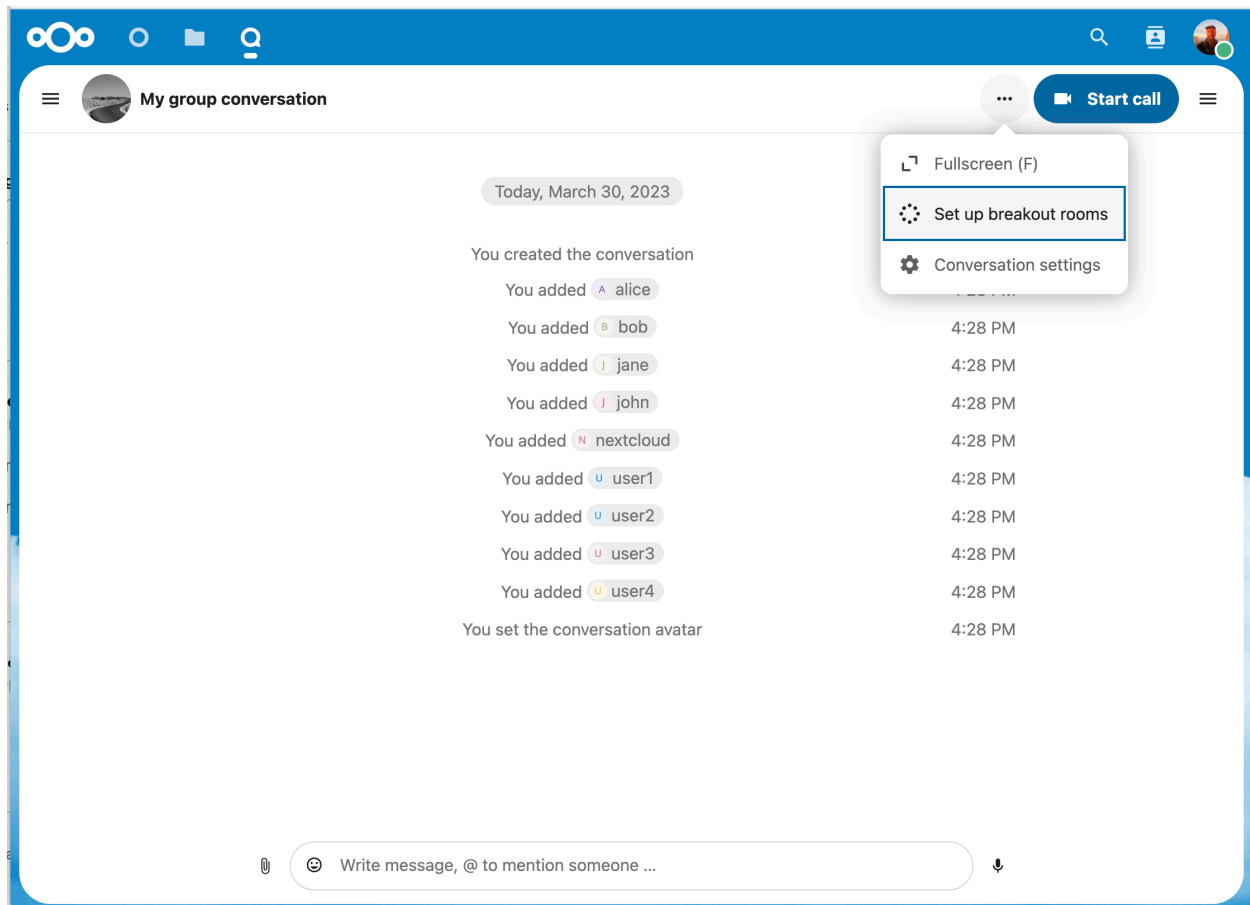 My group conversation
Start call
Fullscreen (F)
Set up breakout rooms
Conversation settings
Today, March 30, 2023
You created the conversation
You added A alice
You added B bob 4:28 PM
You added J jane 4:28 PM
You added J john 4:28 PM
You added N nextcloud 4:28 PM
You added U user1 4:28 PM
You added U user2 4:28 PM
You added U user3 4:28 PM
You added U user4 4:28 PM
You set the conversation avatar 4:28 PM
Write message, @ to mention someone ...